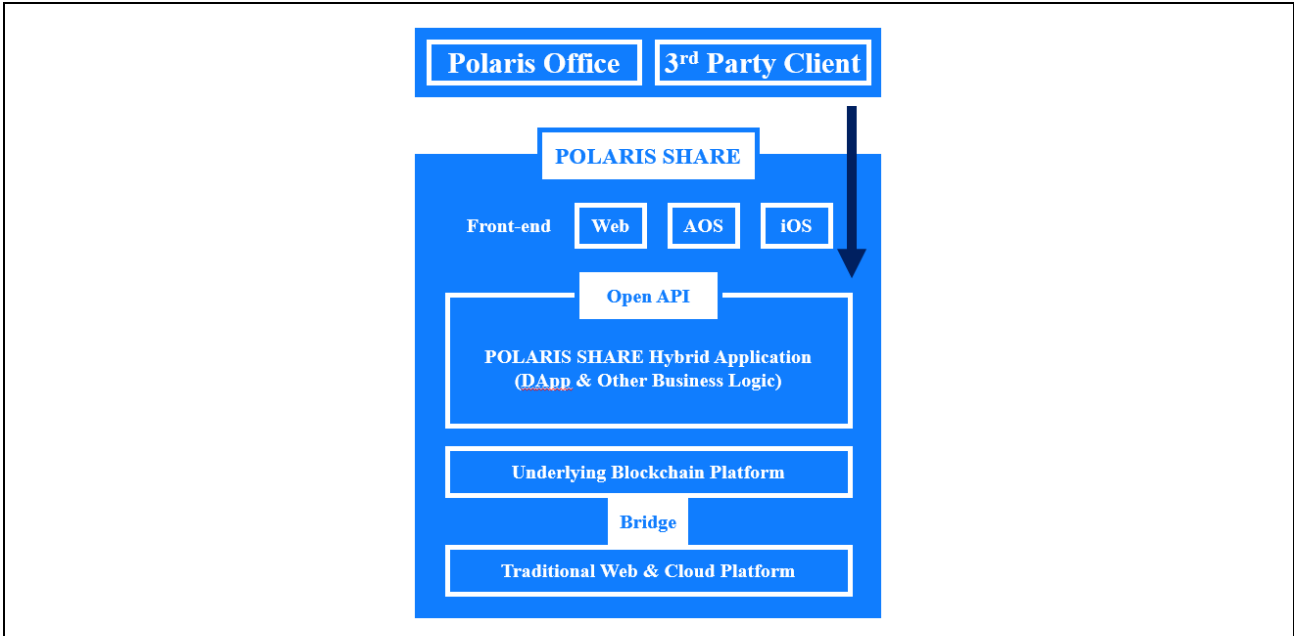 Polaris Office
3rd Party Client
POLARIS SHARE
Front-end
Web
AOS
iOS
Open API
POLARIS SHARE Hybrid Application
(DApp & Other Business Logic)
Underlying Blockchain Platform
Bridge
Traditional Web & Cloud Platform